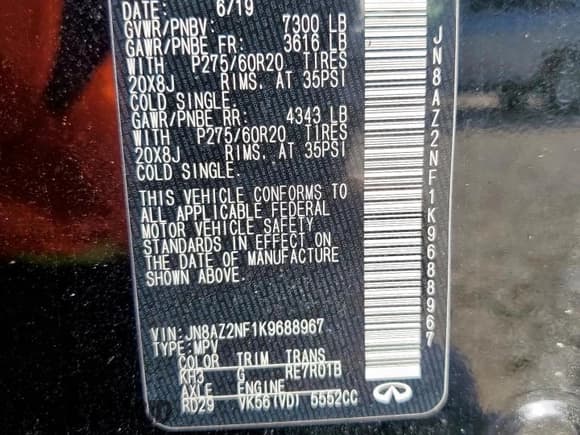 DATE: 6/19
GVWR/PNBV: 7300 LB
GAWR/PNBE FR: 3616 LB
WITH P275/60R20 TIRES
20X8J RIMS, AT 35PSI
COLD SINGLE.
GAWR/PNBE RR: 4343 LB
WITH P275/60R20 TIRES
20X8J RIMS, AT 35PSI
COLD SINGLE.
THIS VEHICLE CONFORMS TO
ALL APPLICABLE FEDERAL
MOTOR VEHICLE SAFETY
STANDARDS IN EFFECT ON
THE DATE OF MANUFACTURE
SHOWN ABOVE.
VIN:JN8AZ2NF1K9688967
TYPE:MPV
COLOR TRIM TRANS
KH3 G RE7R01B
AXLE ENGINE
RD29 VK56(VD) 5552CC
JN8AZ2NF1K9688967